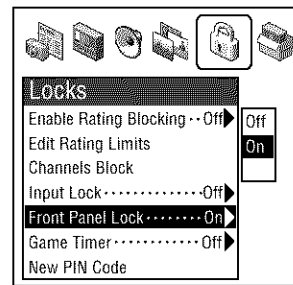 Locks
Enable Rating Blocking ·· Off
Off
Edit Rating Limits
On
Channels Block
Input Lock ············· Off
Front Panel Lock ········ On
Game Timer ············ Off
New PIN Code